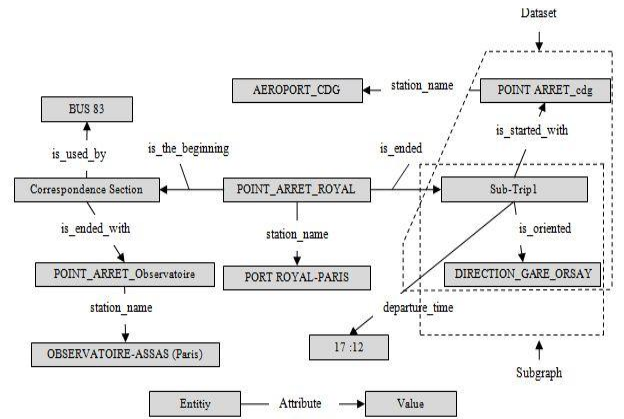 Dataset
AEROPORT_CDG
station_name
POINT ARRET_cdg
BUS 83
is_used_by
is_the_beginning
is_ended
is_started_with
Correspondence Section
POINT_ARRET_ROYAL
Sub-Trip1
is_ended_with
station_name
is_oriented
POINT_ARRET_Observatoire
PORT ROYAL-PARIS
DIRECTION_GARE_ORSAY
station_name
departure_time
OBSERVATOIRE-ASSAS (Paris)
17 :12
Subgraph
Entitiy
Attribute
Value